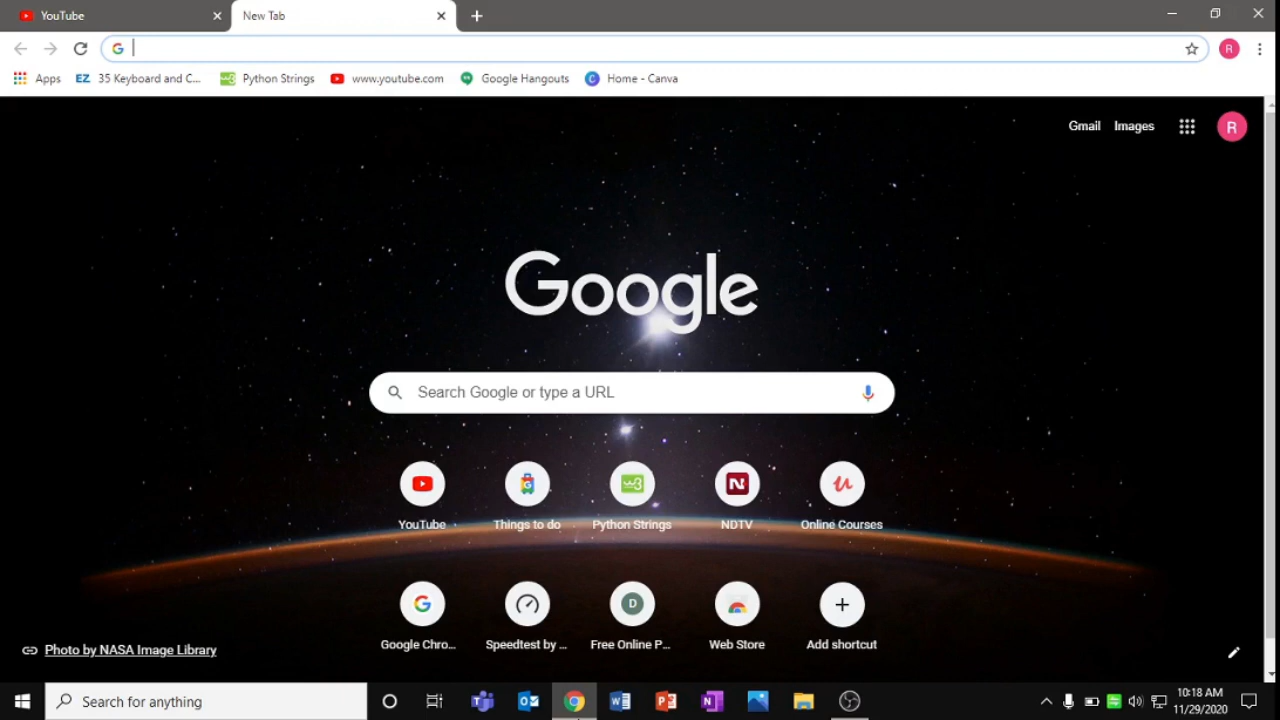 YouTube
New Tab
Apps
EZ 35 Keyboard and C...
Python Strings
www.youtube.com
Google Hangouts
Home - Canva
Gmail Images
R
Google
Search Google or type a URL
YouTube
Things to do
Python Strings
NDTV
Online Courses
Google Chro...
Speedtest by ...
Free Online P...
Web Store
Add shortcut
Photo by NASA Image Library
Search for anything
10:18 AM
11/29/2020